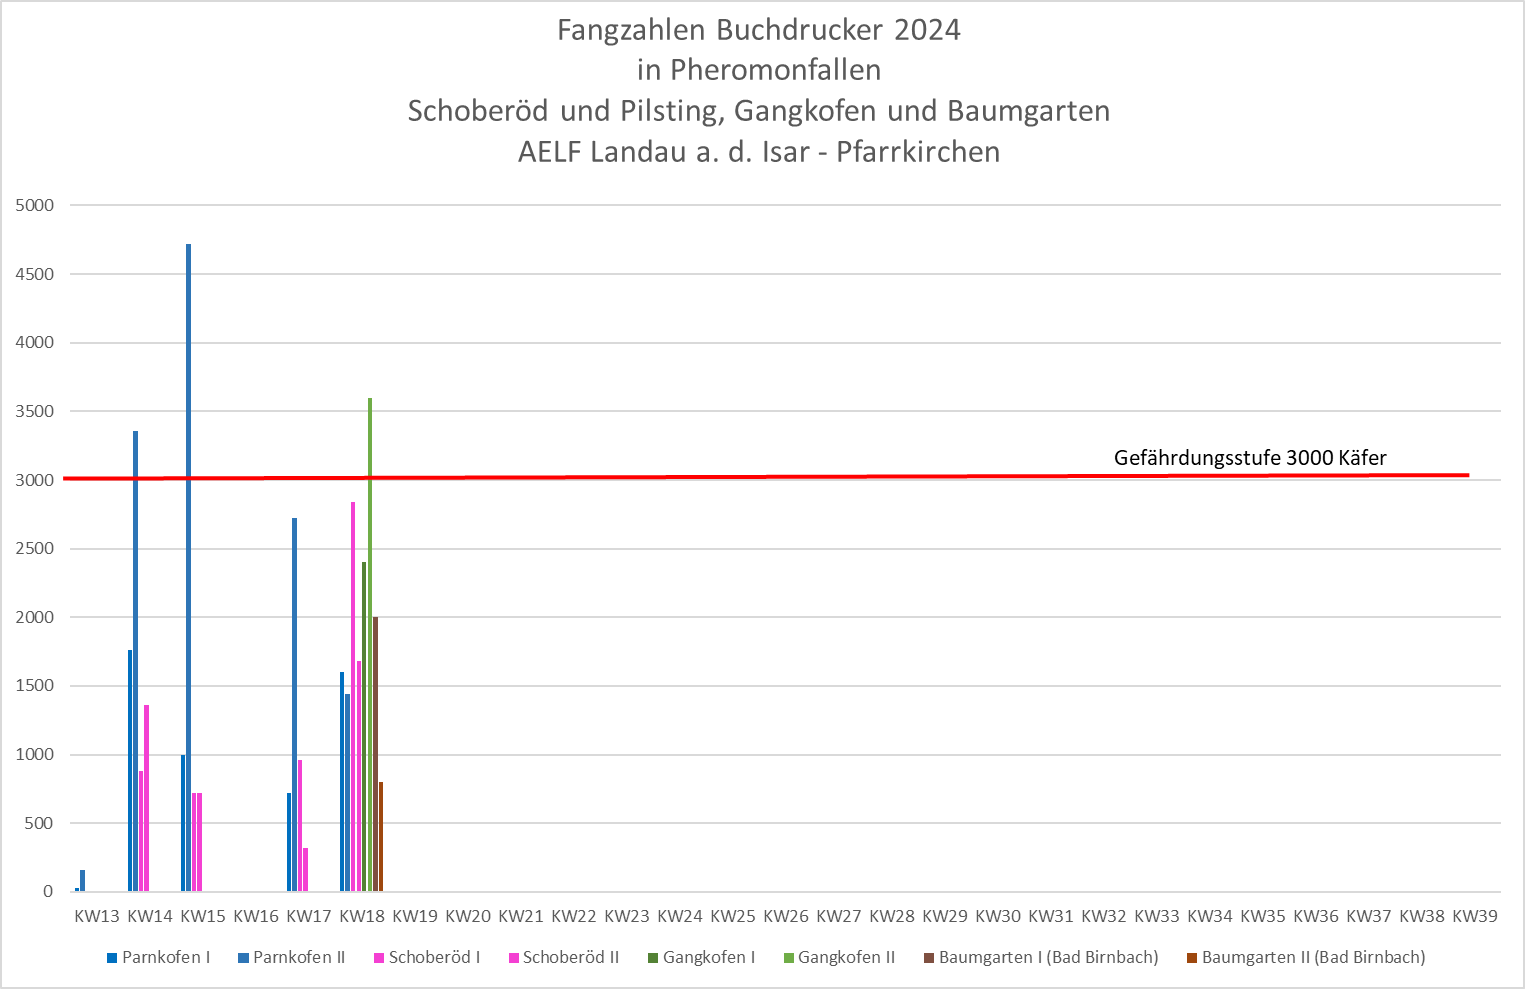 Fangzahlen Buchdrucker 2024
in Pheromonfallen
Schoberöd und Pilsting, Gangkofen und Baumgarten
AELF Landau a. d. Isar - Pfarrkirchen
5000
4500
4000
3500
Gefährdungsstufe 3000 Käfer
3000
2500
2000
1500
1000
500
0
KW13 KW14 KW15 KW16 KW17 KW18 KW19 KW20 KW21 KW22 KW23 KW24 KW25 KW26 KW27 KW28 KW29 KW30 KW31 KW32 KW33 KW34 KW35 KW36 KW37 KW38 KW39
Parnkofen I Parnkofen II Schoberöd I Schoberöd II Gangkofen I Gangkofen II Baumgarten I (Bad Birnbach) Baumgarten II (Bad Birnbach)